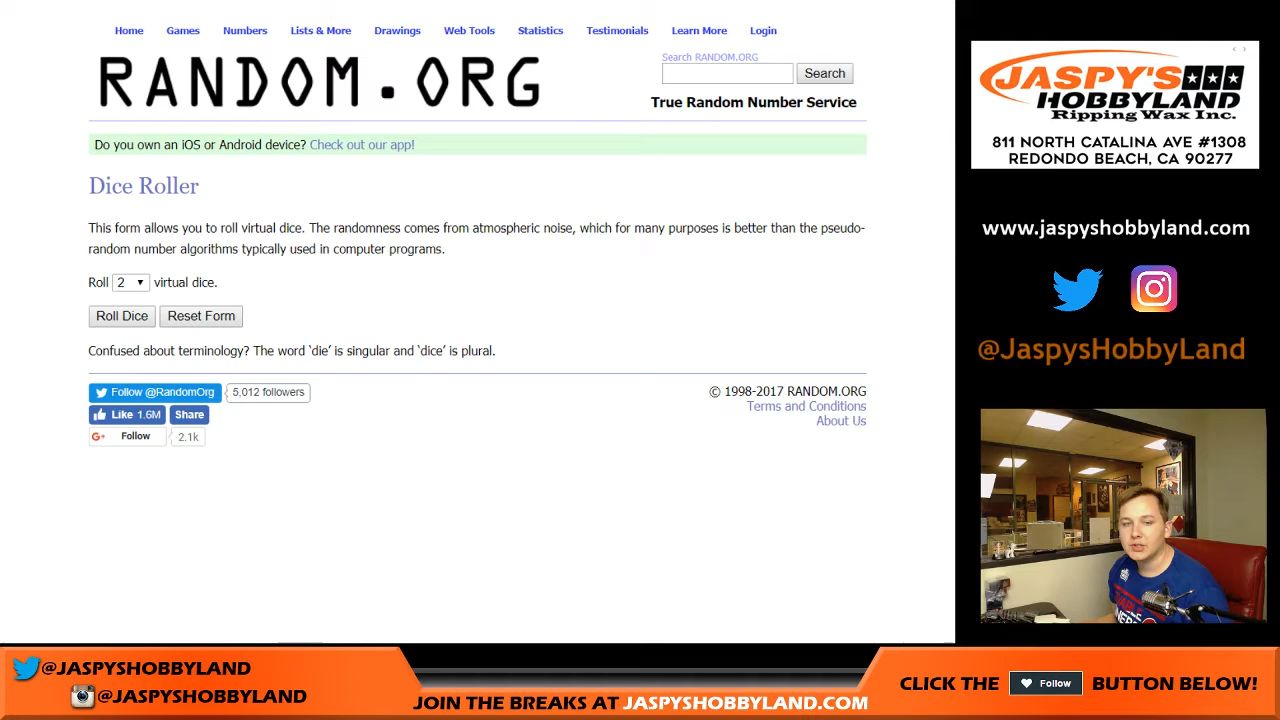 Home Games Numbers Lists & More Drawings Web Tools Statistics Testimonials Learn More Login
RANDOM.ORG
Search RANDOM.ORG
Search
True Random Number Service
Do you own an iOS or Android device? Check out our app!
Dice Roller
This form allows you to roll virtual dice. The randomness comes from atmospheric noise, which for many purposes is better than the pseudo-
random number algorithms typically used in computer programs.
Roll 2 virtual dice.
Roll Dice Reset Form
Confused about terminology? The word ‘die’ is singular and ‘dice’ is plural.
Follow @RandomOrg 5,012 followers
Like 1.6M Share
G+ Follow 2.1k
© 1998-2017 RANDOM.ORG
Terms and Conditions
About Us
JASPY'S
HOBBYLAND
Ripping Wax Inc.
811 NORTH CATALINA AVE #1308
REDONDO BEACH, CA 90277
www.jaspyshobbyland.com
@JaspysHobbyLand
@JASPYSHOBBYLAND
@JASPYSHOBBYLAND
JOIN THE BREAKS AT JASPYSHOBBYLAND.COM
CLICK THE Follow BUTTON BELOW!